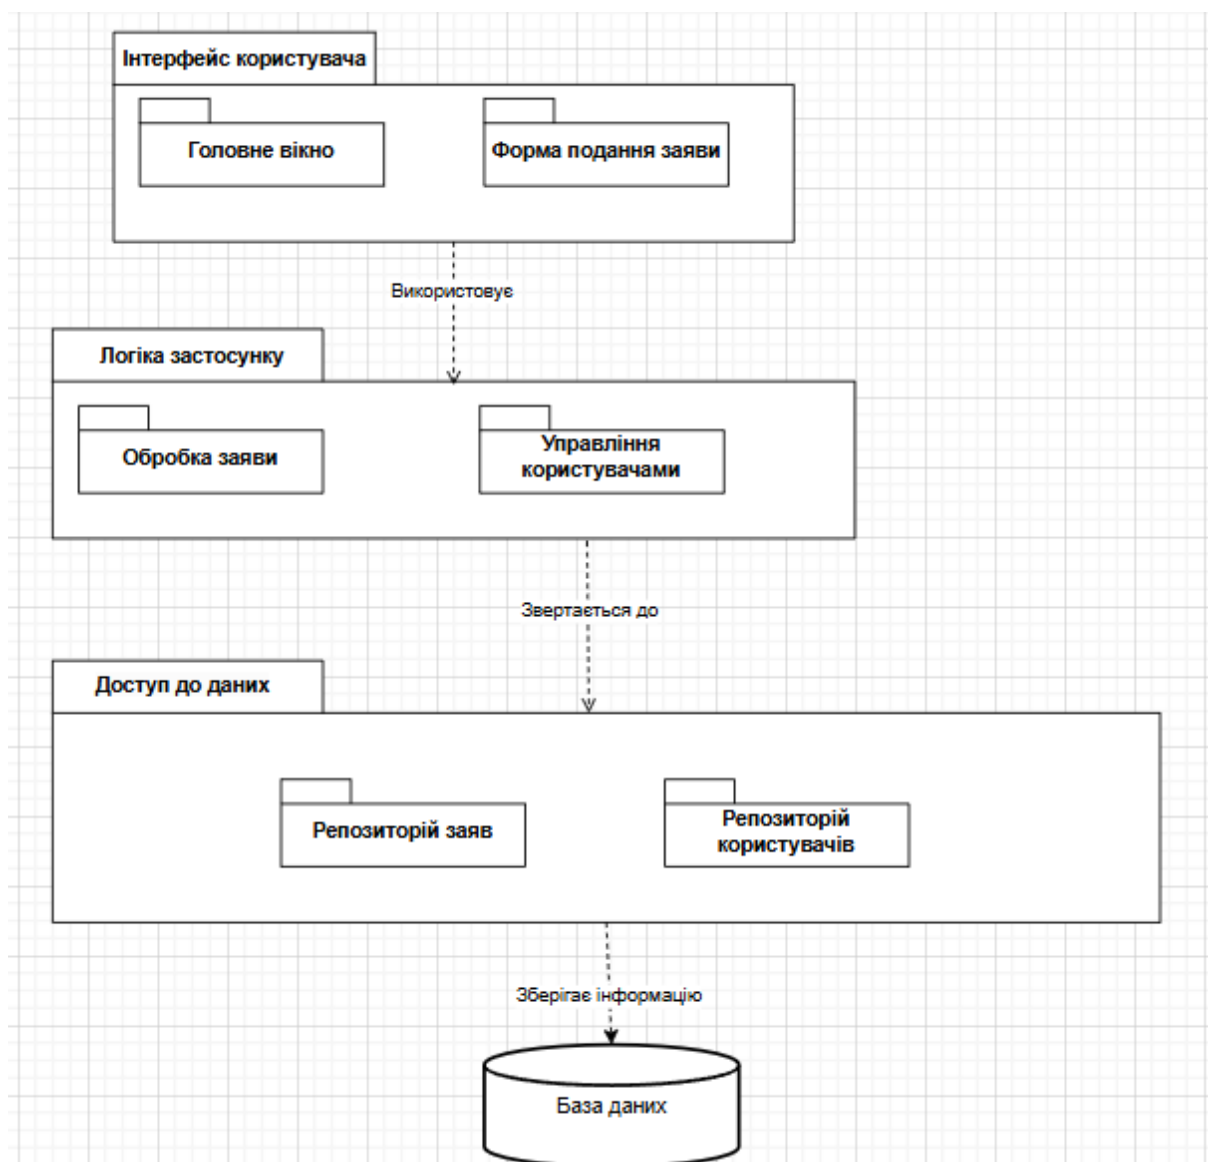 Інтерфейс користувача
Головне вікно
Форма подання заяви
Використовує
Логіка застосунку
Обробка заяви
Управління
користувачами
Звертається до
Доступ до даних
Репозиторій заяв
Репозиторій
користувачів
Зберігає інформацію
База даних